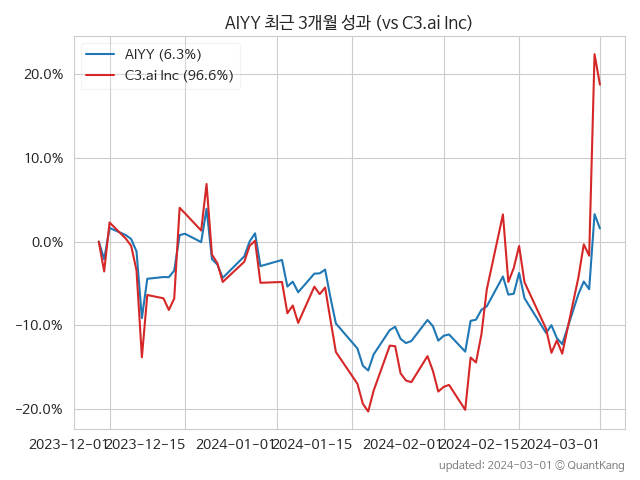 AIYY 최근 3개월 성과 (vs C3.ai Inc)
AIYY (6.3%)
C3.ai Inc (96.6%)
20.0%
10.0%
0.0%
−10.0%
−20.0%
2023−12−01 2023−12−15 2024−01−01 2024−01−15 2024−02−01 2024−02−15 2024−03−01
updated: 2024-03-01 © QuantKang